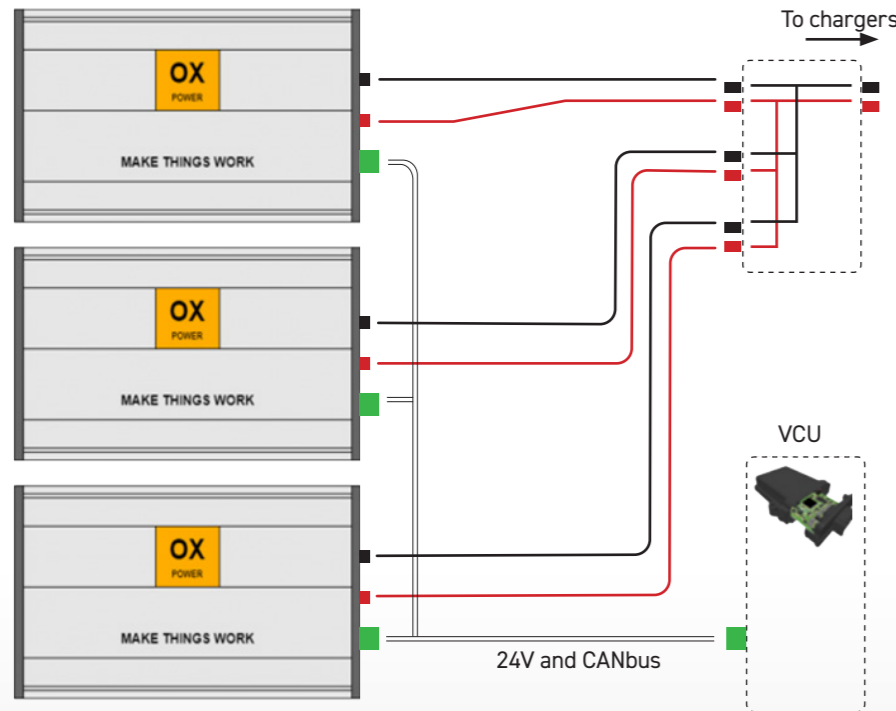 To chargers
OX
POWER
MAKE THINGS WORK
OX
POWER
MAKE THINGS WORK
VCU
OX
POWER
MAKE THINGS WORK
24V and CANbus